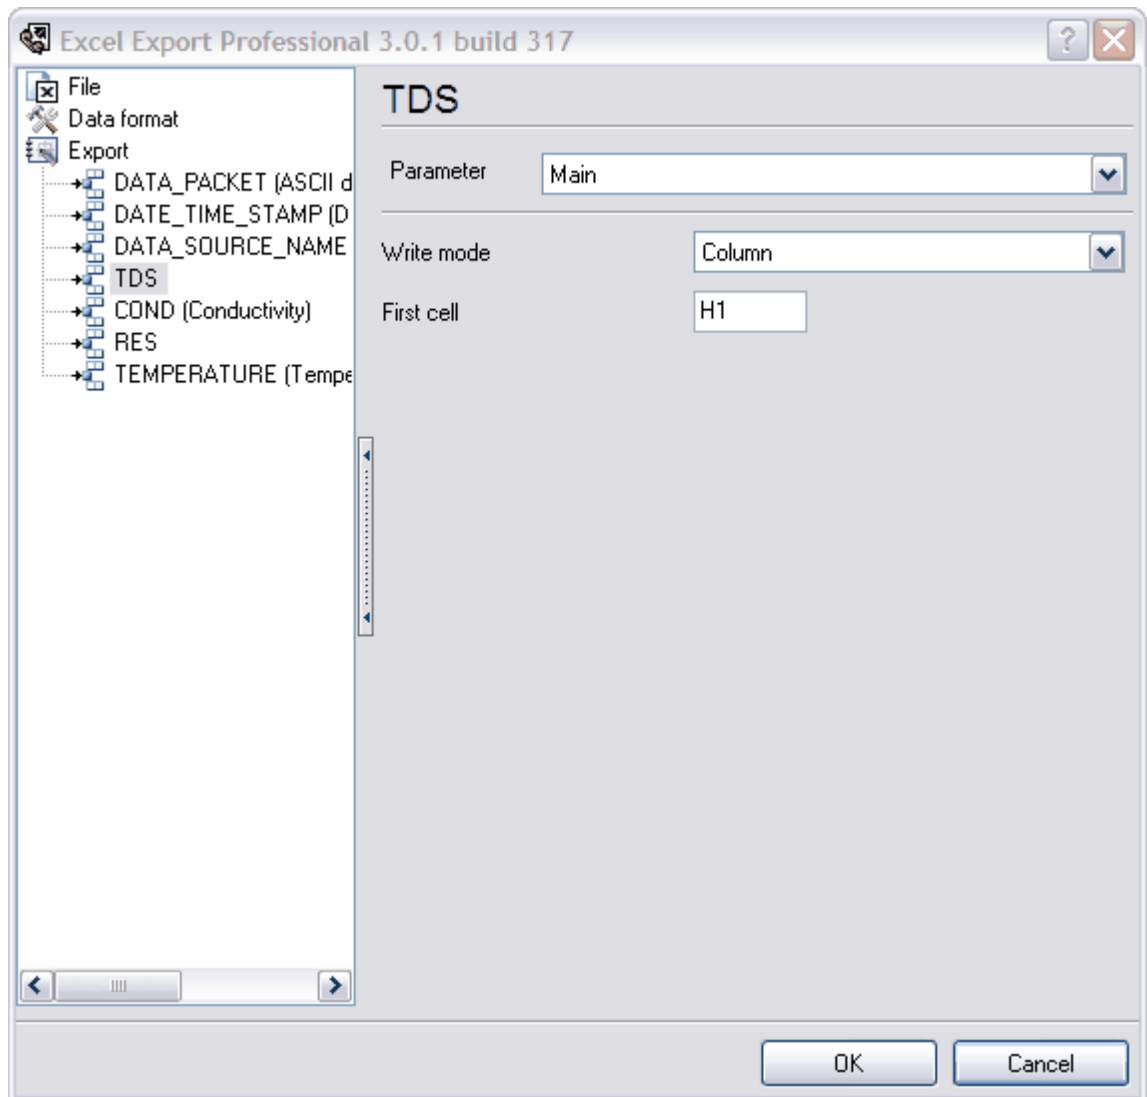 Excel Export Professional 3.0.1 build 317
File
Data format
Export
DATA_PACKET (ASCII d
DATE_TIME_STAMP (D
DATA_SOURCE_NAME
TDS
COND (Conductivity)
RES
TEMPERATURE (Tempe
TDS
Parameter Main
Write mode Column
First cell H1
OK Cancel